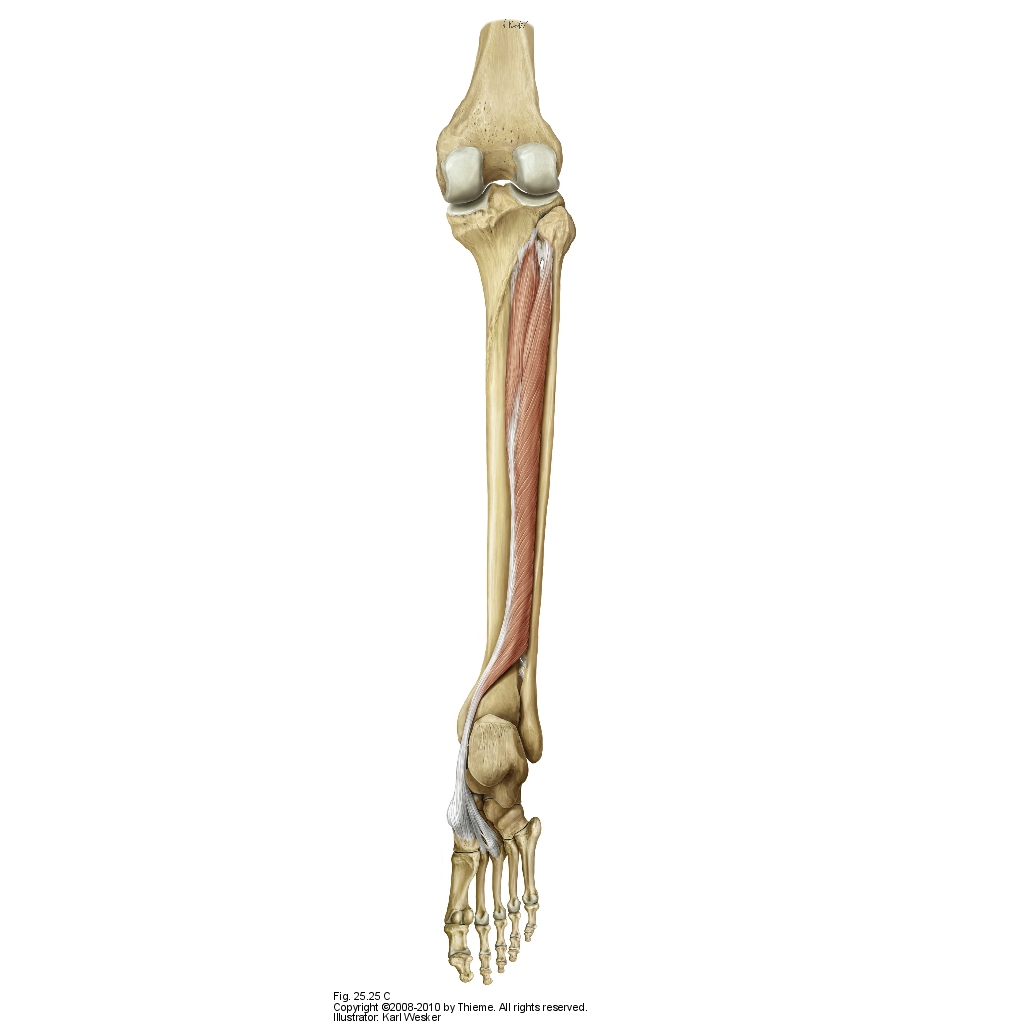 Fig. 25.25 C
Copyright ©2008-2010 by Thieme. All rights reserved.
Illustrator: Karl Wesker